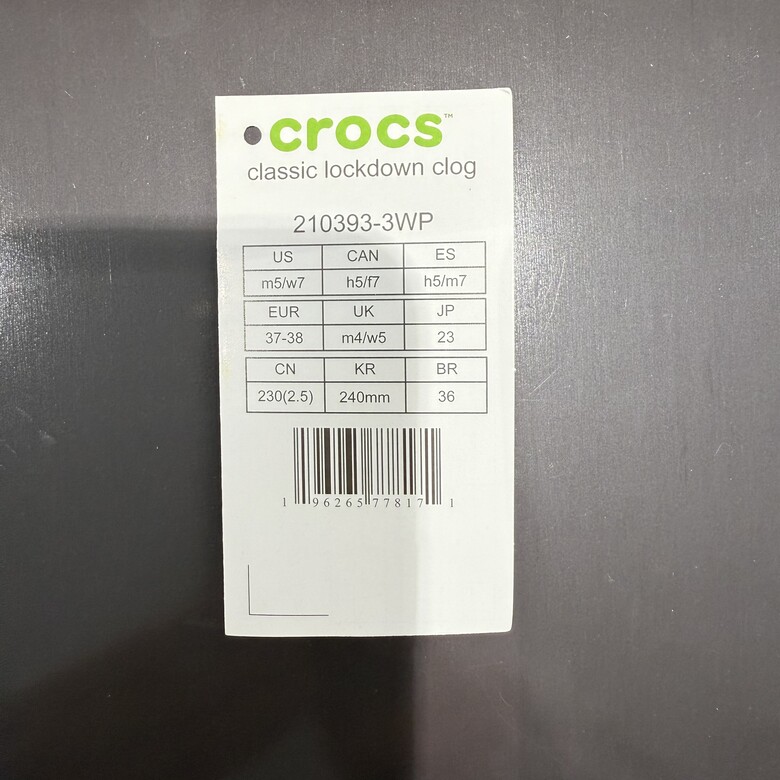 crocs™
classic lockdown clog
210393-3WP
US CAN ES
m5/w7 h5/f7 h5/m7
EUR UK JP
37-38 m4/w5 23
CN KR BR
230(2.5) 240mm 36
1 96265 77817 1